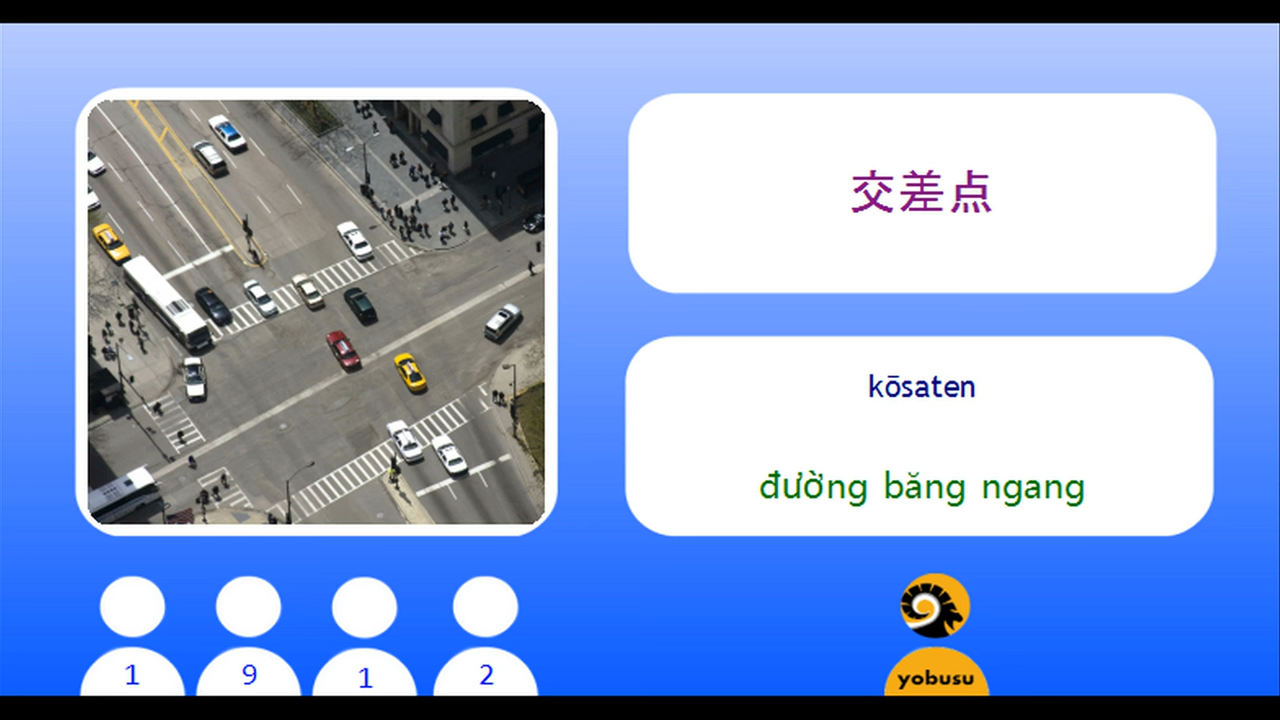 交差点
kōsaten
đường băng ngang
1 9 1 2
yobusu